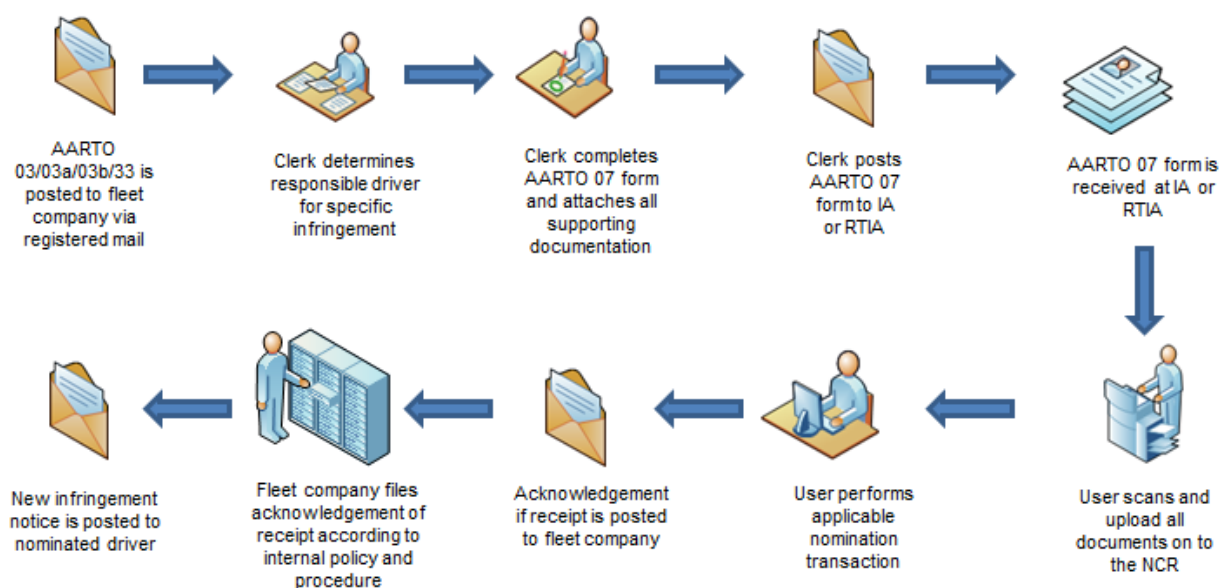 AARTO
03/03a/03b/33 is
posted to fleet
company via
registered mail
Clerk determines
responsible driver
for specific
infringement
Clerk completes
AARTO 07 form
and attaches all
supporting
documentation
Clerk posts
AARTO 07
form to IA
or RTIA
AARTO 07 form is
received at IA or
RTIA
User scans and
upload all
documents on to
the NCR
User performs
applicable
nomination
transaction
Acknowledgement
if receipt is posted
to fleet company
Fleet company files
acknowledgement of
receipt according to
internal policy and
procedure
New infringement
notice is posted to
nominated driver